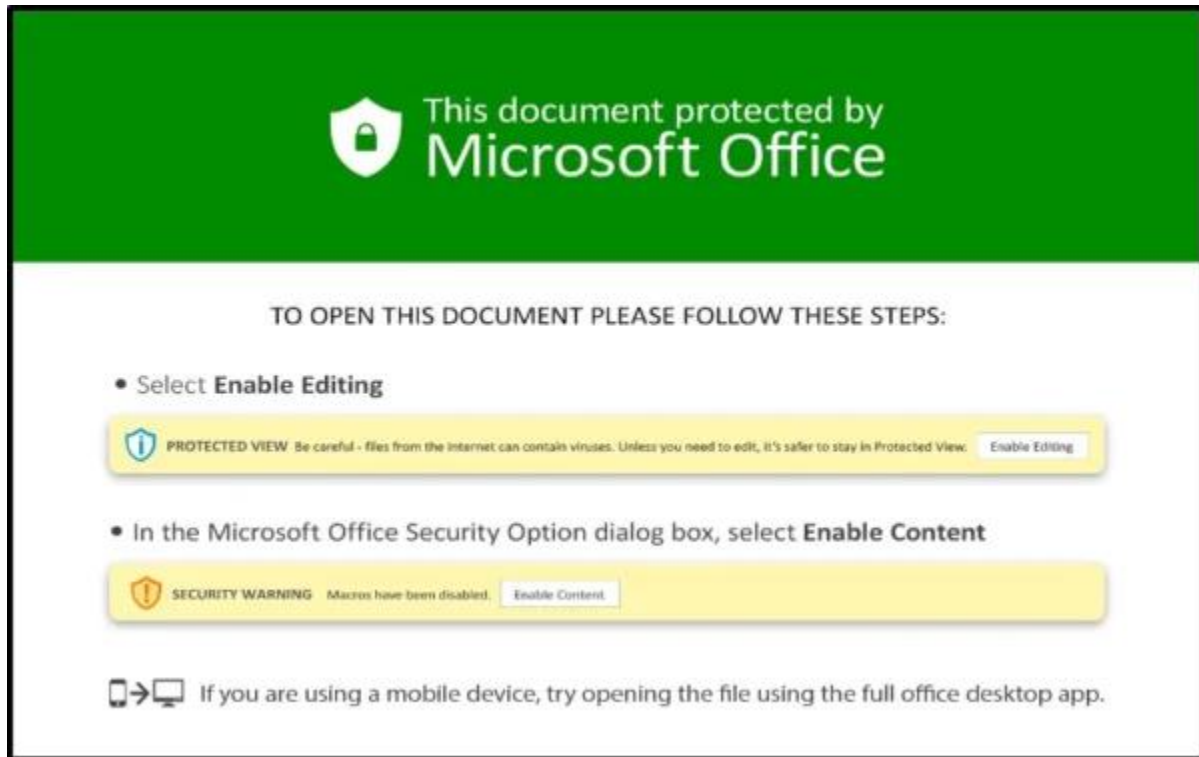 This document protected by
Microsoft Office
TO OPEN THIS DOCUMENT PLEASE FOLLOW THESE STEPS:
• Select Enable Editing
PROTECTED VIEW Be careful - files from the Internet can contain viruses. Unless you need to edit, it's safer to stay in Protected View. Enable Editing
• In the Microsoft Office Security Option dialog box, select Enable Content
SECURITY WARNING Macros have been disabled. Enable Content
If you are using a mobile device, try opening the file using the full office desktop app.